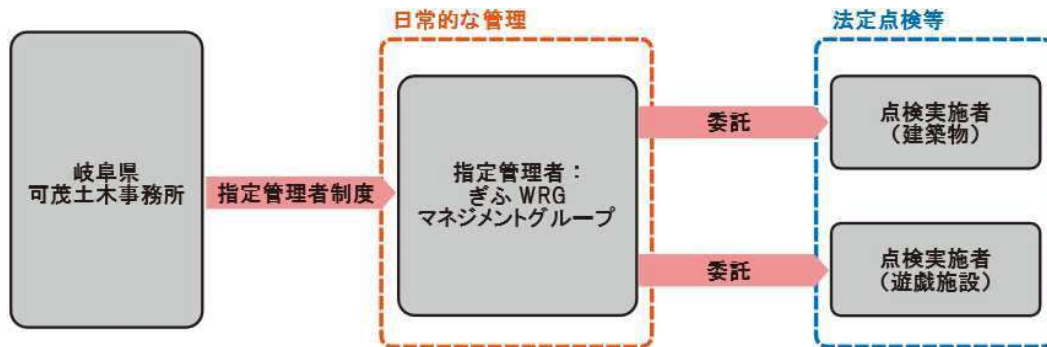 日常的な管理
法定点検等
岐阜県
可茂土木事務所
指定管理者制度
指定管理者：
ぎふ WRG
マネジメントグループ
委託
点検実施者
（建築物）
委託
点検実施者
（遊戯施設）